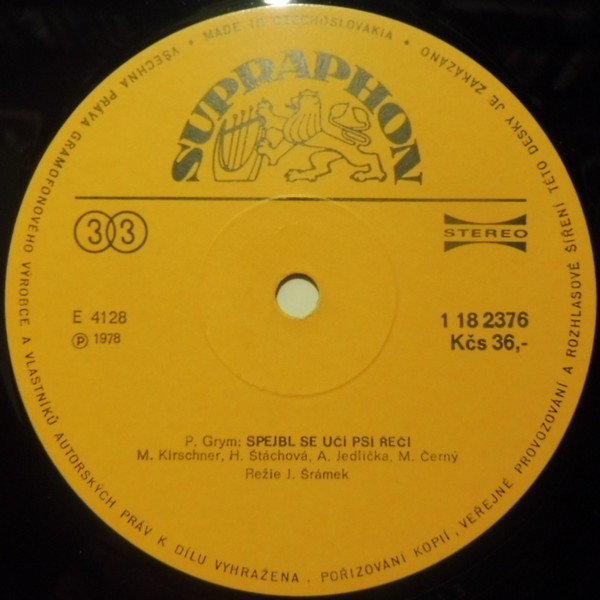 • MADE IN CZECHOSLOVAKIA •
VŠECHNA PRÁVA GRAMOFONOVÉHO VÝROBCE A VLASTNÍKŮ AUTORSKÝCH PRÁV K DÍLU VYHRAŽENA . POŘIZOVÁNÍ KOPIÍ , VEŘEJNÉ PROVOZOVÁNÍ A ROZHLASOVÉ ŠÍŘENÍ TÉTO DESKY JE ZAKÁZÁNO
SUPRAPHON
33
STEREO
E 4128
Ⓟ 1978
1 18 2376
Kčs 36,-
P. Grym: SPEJBL SE UČÍ PSÍ ŘEČI
M. Kirschner, H. Štáchová, A. Jedlička, M. Černý
Režie J. Šrámek